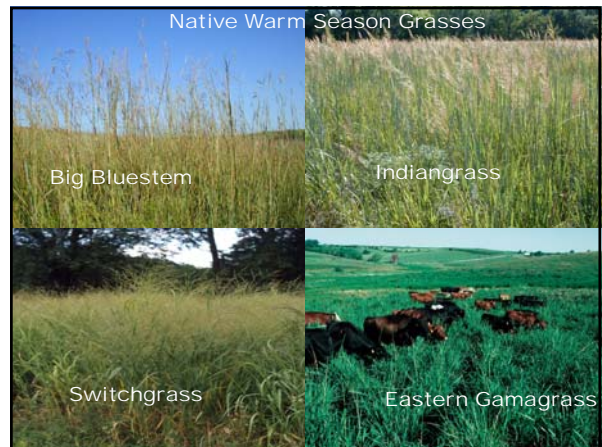 Native Warm Season Grasses
Big Bluestem
Indiangrass
Switchgrass
Eastern Gamagrass